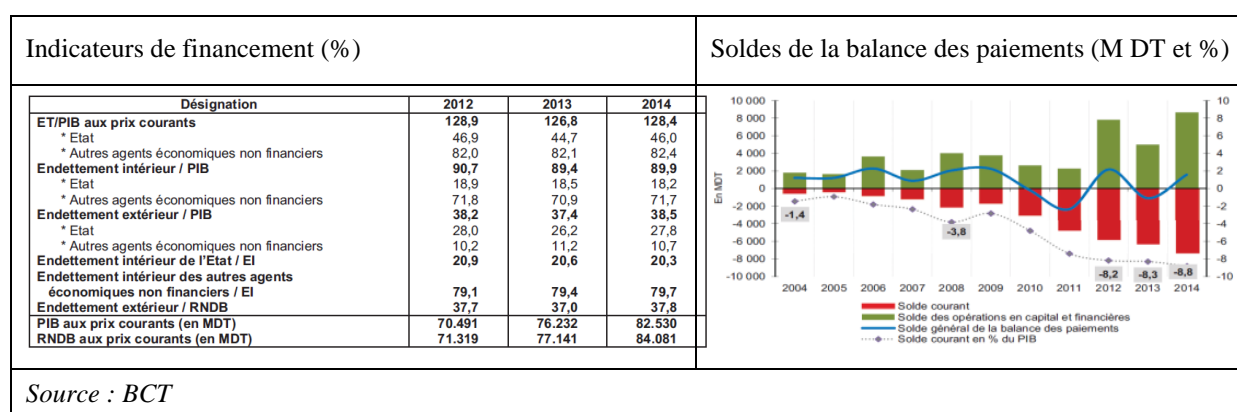 Indicateurs de financement (%)
Soldes de la balance des paiements (M DT et %)
Désignation 2012 2013 2014
ET/PIB aux prix courants 128,9 126,8 128,4
* Etat 46,9 44,7 46,0
* Autres agents économiques non financiers 82,0 82,1 82,4
Endettement intérieur / PIB 90,7 89,4 89,9
* Etat 18,9 18,5 18,2
* Autres agents économiques non financiers 71,8 70,9 71,7
Endettement extérieur / PIB 38,2 37,4 38,5
* Etat 28,0 26,2 27,8
* Autres agents économiques non financiers 10,2 11,2 10,7
Endettement intérieur de l'Etat / EI 20,9 20,6 20,3
Endettement intérieur des autres agents
économiques non financiers / EI 79,1 79,4 79,7
Endettement extérieur / RNDB 37,7 37,0 37,8
PIB aux prix courants (en MDT) 70.491 76.232 82.530
RNDB aux prix courants (en MDT) 71.319 77.141 84.081
10 000 10
8 000 8
6 000 6
4 000 4
2 000 2
0 0
-2 000 -2
-4 000 -4
-6 000 -6
-8 000 -8
-10 000 -10
En MDT
-1,4
-3,8
-8,2 -8,3 -8,8
2004 2005 2006 2007 2008 2009 2010 2011 2012 2013 2014
Solde courant
Solde des opérations en capital et financières
Solde général de la balance des paiements
Solde courant en % du PIB
Source : BCT